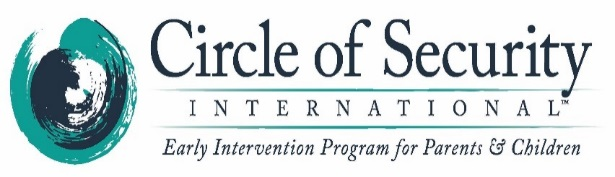 Circle of Security
INTERNATIONAL™
Early Intervention Program for Parents & Children